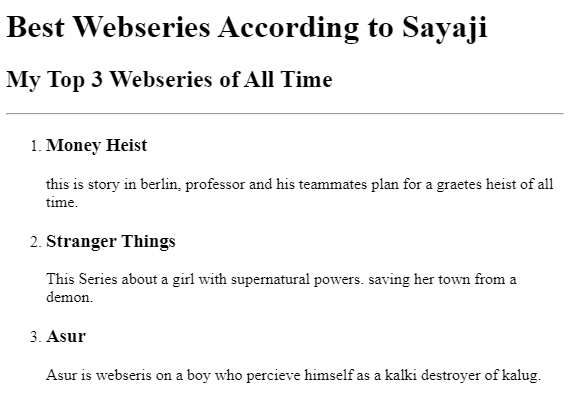 Best Webseries According to Sayaji
My Top 3 Webseries of All Time
1. Money Heist
this is story in berlin, professor and his teammates plan for a graetes heist of all
time.
2. Stranger Things
This Series about a girl with supernatural powers. saving her town from a
demon.
3. Asur
Asur is webseris on a boy who percieve himself as a kalki destroyer of kalug.